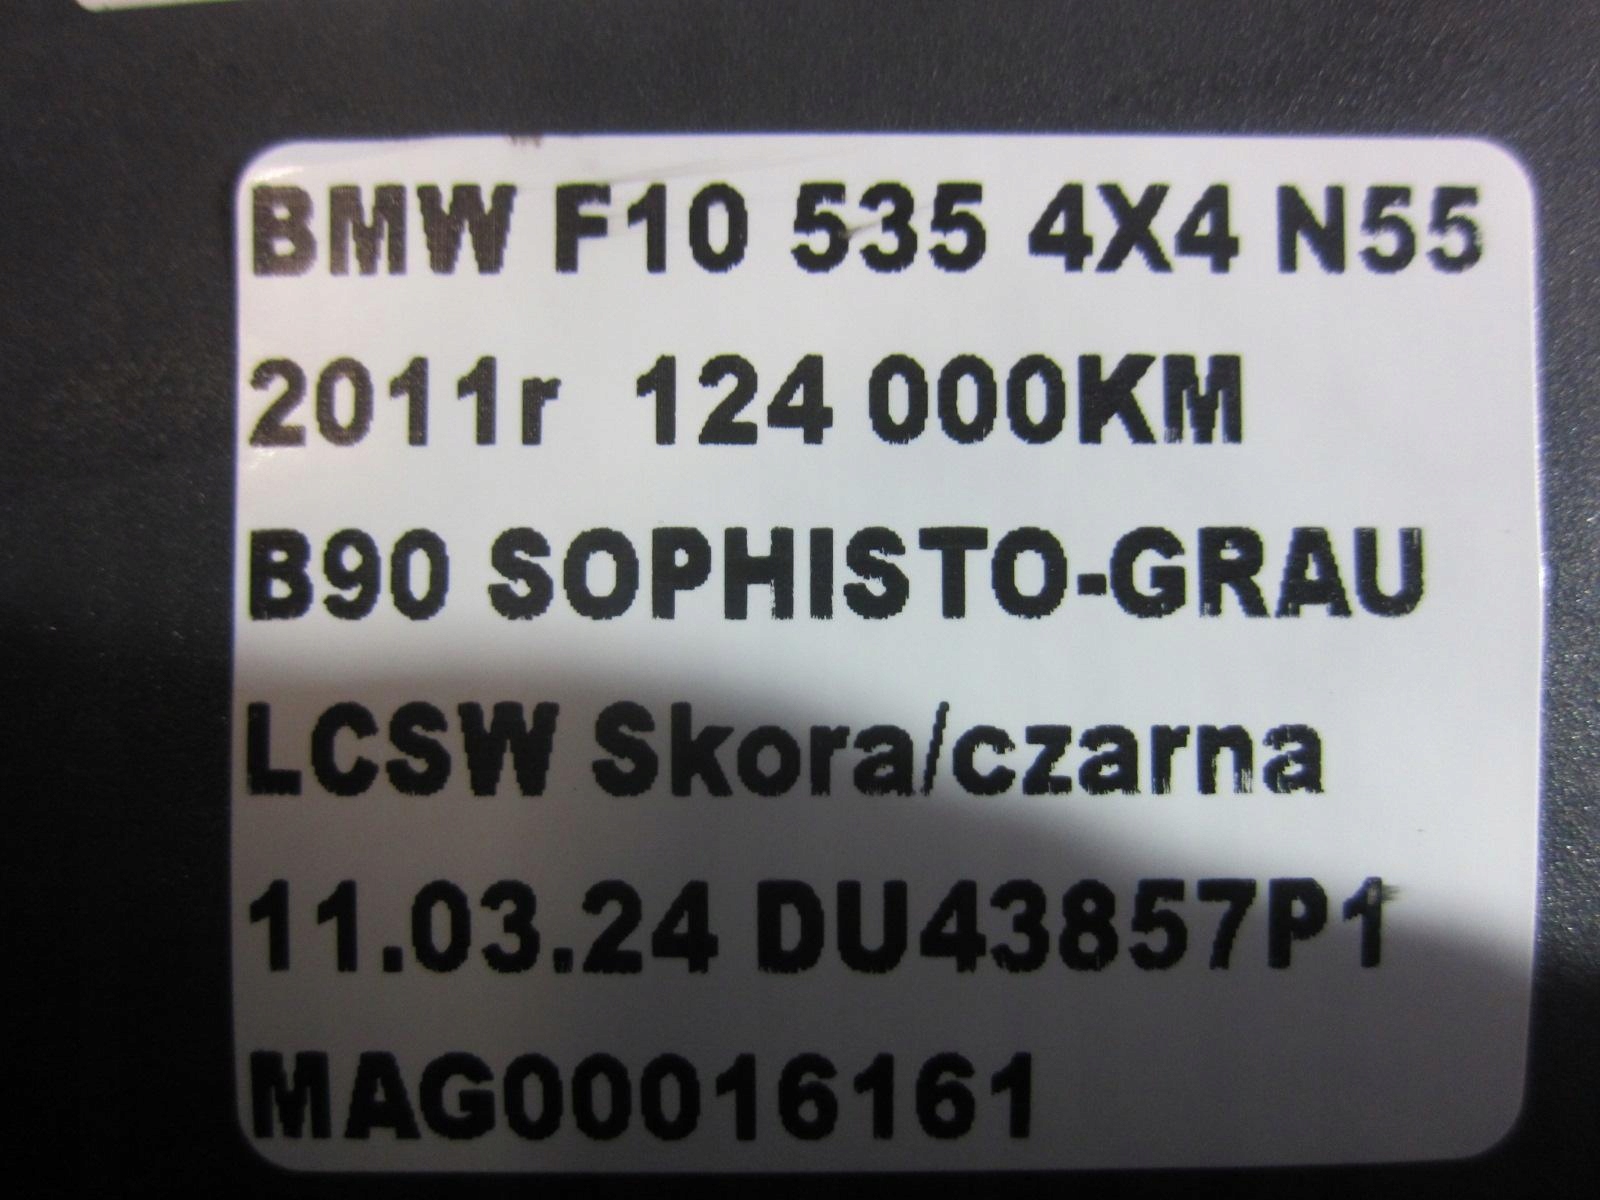 BMW F10 535 4X4 N55
2011r 124 000KM
B90 SOPHISTO-GRAU
LCSW Skora/czarna
11.03.24 DU43857P1
MAG00016161